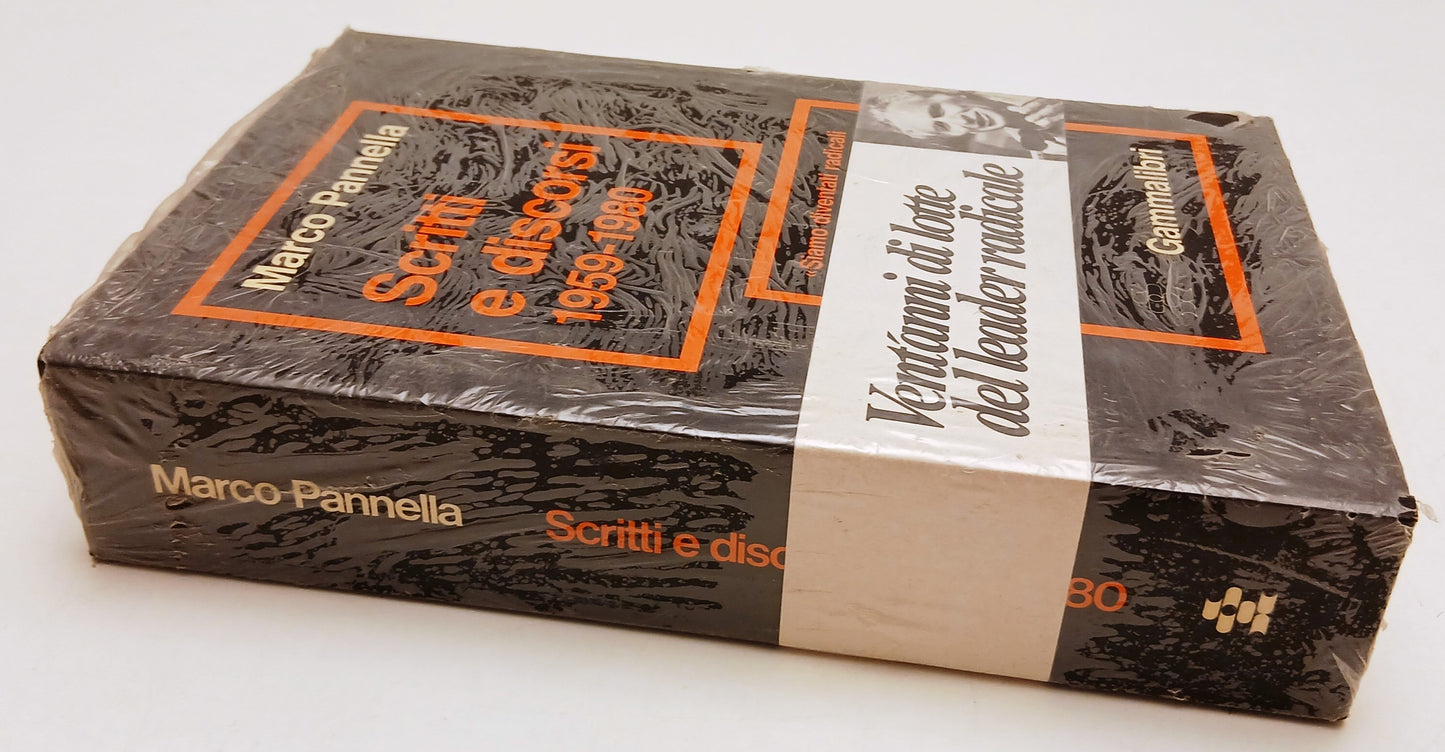 Marco Pannella
Scritti
e discorsi
1959-1980
«Siamo diventati radicali
Vent'anni di lotte
del leader radicale
Gammalibri
Marco Pannella
Scritti e disc
80